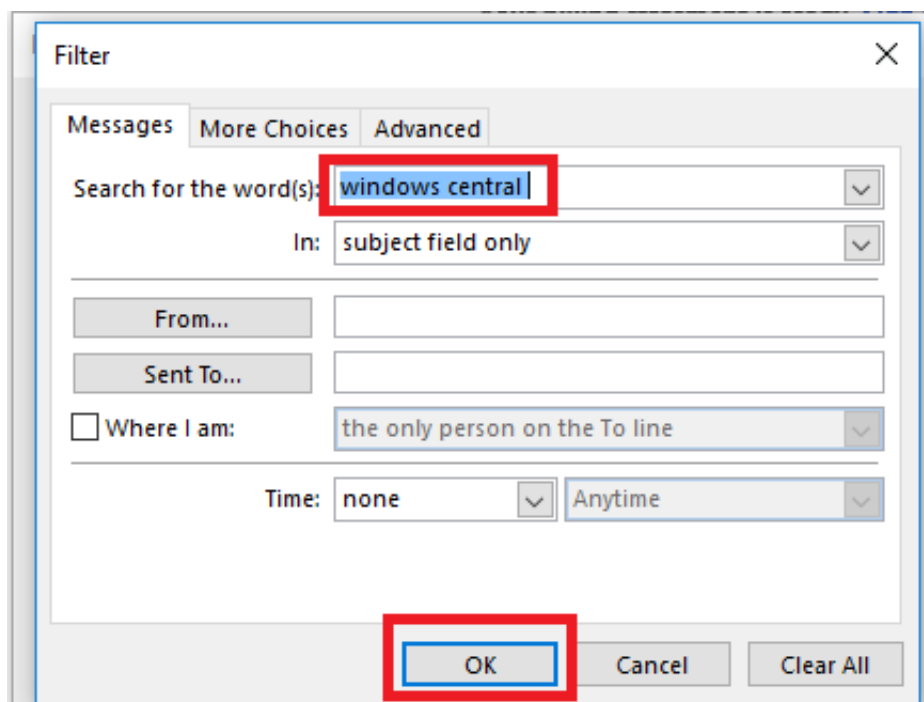 Filter
Messages More Choices Advanced
Search for the word(s): windows central
In: subject field only
From...
Sent To...
Where I am: the only person on the To line
Time: none Anytime
OK Cancel Clear All